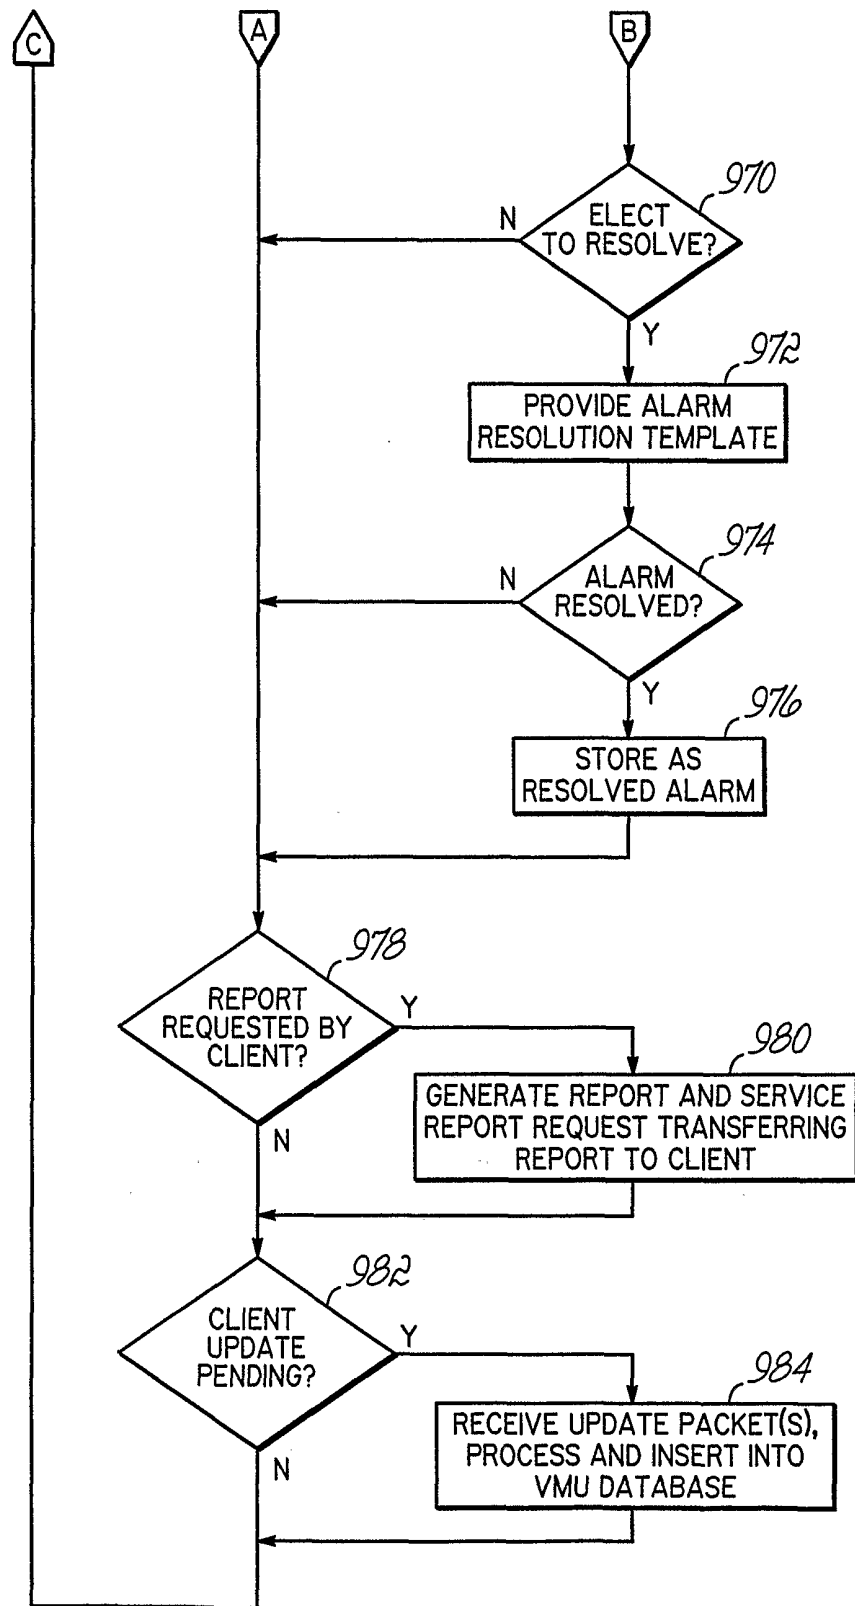 C
A
B
970
ELECT
TO RESOLVE?
N
Y
972
PROVIDE ALARM
RESOLUTION TEMPLATE
974
ALARM
RESOLVED?
N
Y
976
STORE AS
RESOLVED ALARM
978
REPORT
REQUESTED BY
CLIENT?
Y
N
980
GENERATE REPORT AND SERVICE
REPORT REQUEST TRANSFERRING
REPORT TO CLIENT
982
CLIENT
UPDATE
PENDING?
Y
N
984
RECEIVE UPDATE PACKET(S),
PROCESS AND INSERT INTO
VMU DATABASE